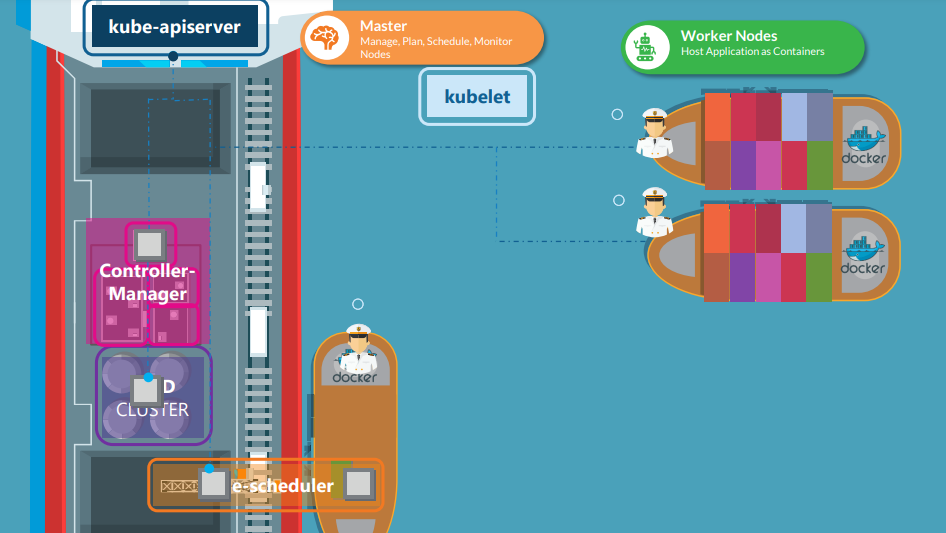 kube-apiserver
Master
Manage, Plan, Schedule, Monitor
Nodes
Worker Nodes
Host Application as Containers
kubelet
docker
docker
Controller-
Manager
D
CLUSTER
docker
e-scheduler